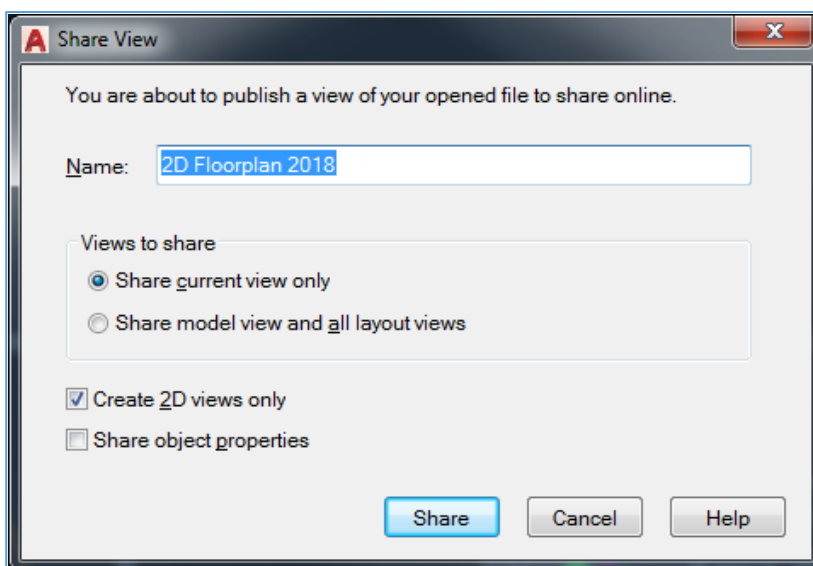 Share View
You are about to publish a view of your opened file to share online.
Name: 2D Floorplan 2018
Views to share
Share current view only
Share model view and all layout views
Create 2D views only
Share object properties
Share Cancel Help